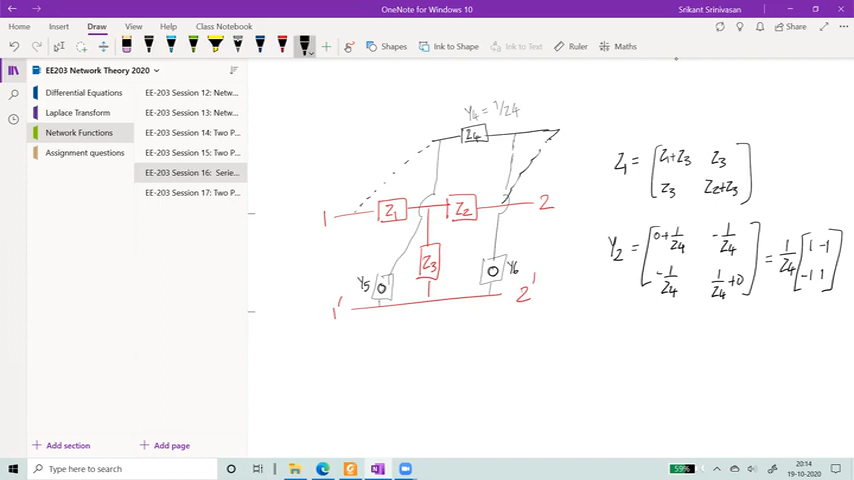 OneNote for Windows 10
Srikant Srinivasan
Home
Insert
Draw
View
Help
Class Notebook
Share
Shapes
Ink to Shape
Ink to Text
Ruler
Maths
EE203 Network Theory 2020
Differential Equations
Laplace Transform
Network Functions
Assignment questions
EE-203 Session 12: Netw...
EE-203 Session 13: Netw...
EE-203 Session 14: Two P...
EE-203 Session 15: Two P...
EE-203 Session 16: Serie...
EE-203 Session 17: Two P...
Y4 = 1/Z4
Z4
1
Z1
Z2
2
Z3
Y5
0
0
Y6
1'
2'
Z1 = [Z1+Z3 Z3
Z3 Z2+Z3]
Y2 = [0+1/Z4 -1/Z4
-1/Z4 1/Z4+0] = 1/Z4 [1 -1
-1 1]
Add section
Add page
Type here to search
59%
20:14
19-10-2020